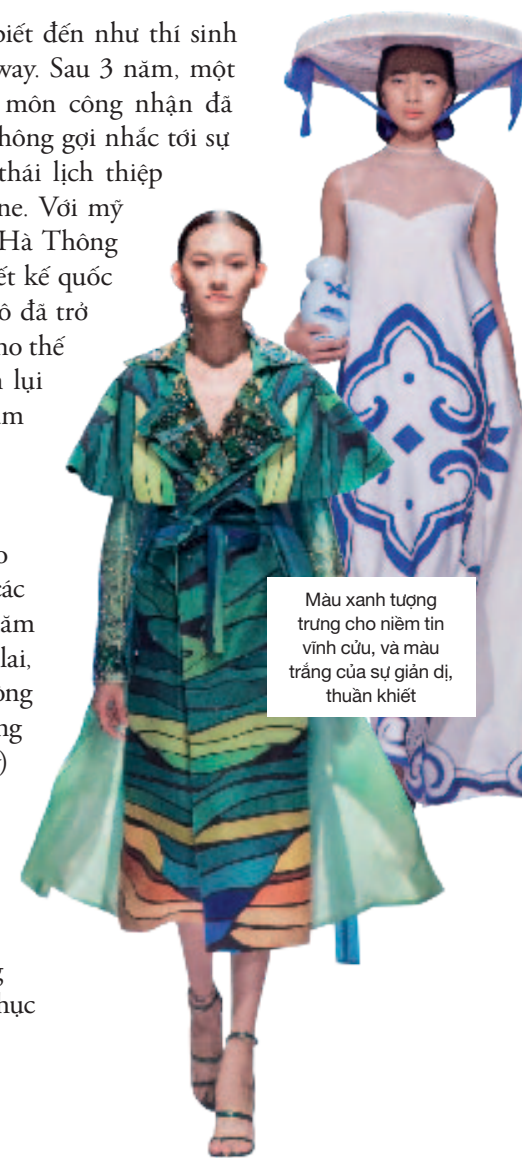 biết đến như thí sinh
way. Sau 3 năm, một
môn công nhận đã
hông gợi nhắc tới sự
thái lịch thiệp
ne. Với mỹ
Hà Thông
ết kế quốc
ô đã trở
ho thế
n lụi
àm
o
các
ăm
lai,
òng
ng
)
g
hục
Màu xanh tượng
trưng cho niềm tin
vĩnh cửu, và màu
trắng của sự giản dị,
thuần khiết